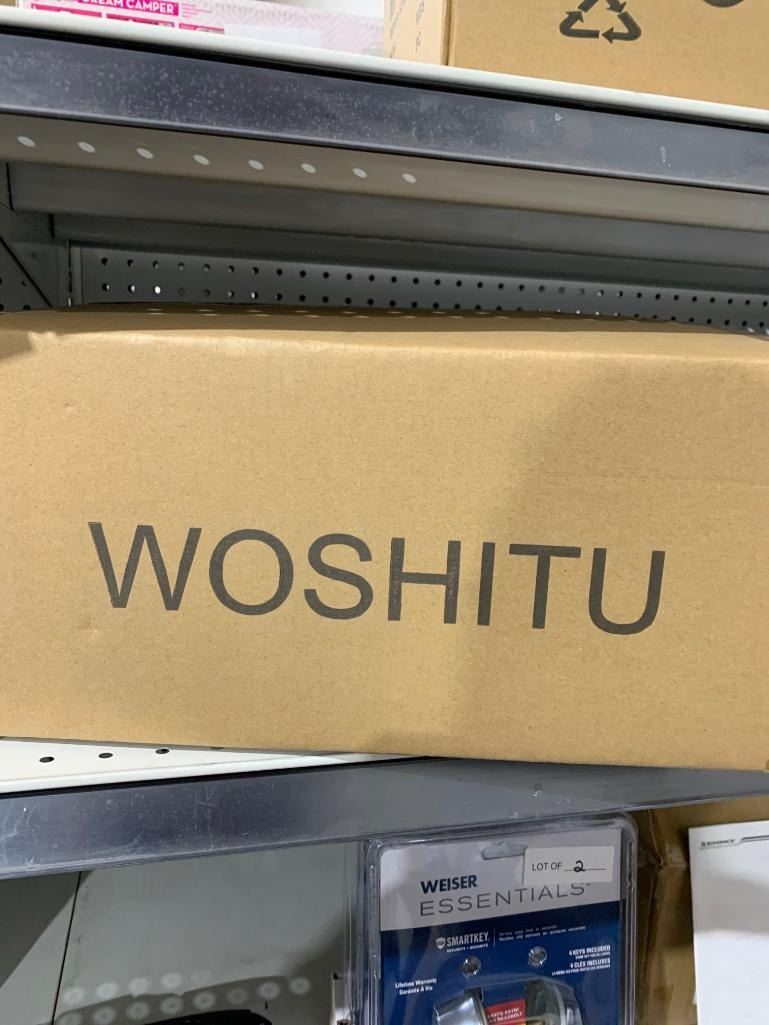 DREAM CAMPER
WOSHITU
LOT OF 2
WEISER
ESSENTIALS
SMARTKEY
4 KEYS INCLUDED
4 CLÉS INCLUSES
Lifetime Warranty
Garantie À Vie